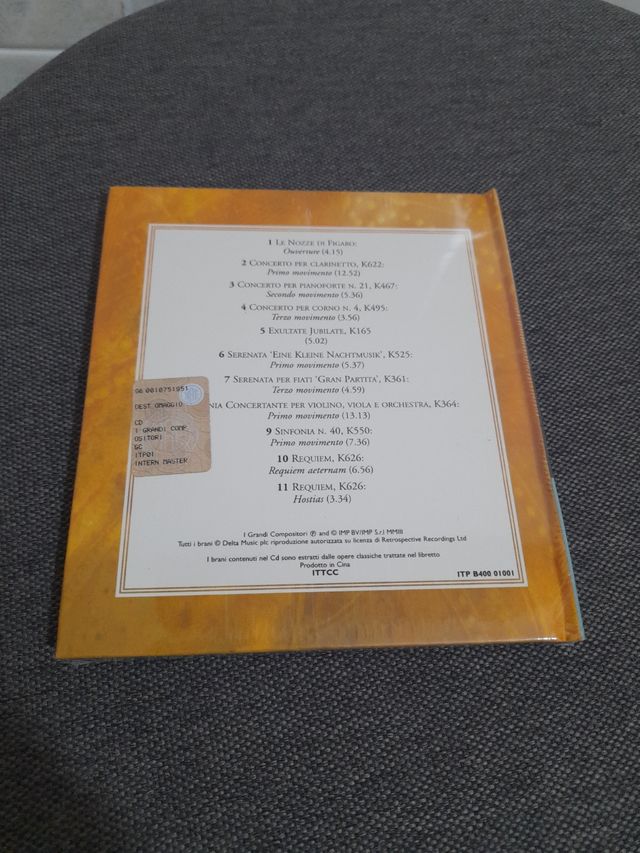 1 Le Nozze di Figaro:
Ouverture (4.15)
2 Concerto per clarinetto, K622:
Primo movimento (12.52)
3 Concerto per pianoforte n. 21, K467:
Secondo movimento (5.36)
4 Concerto per corno n. 4, K495:
Terzo movimento (3.56)
5 Exultate Jubilate, K165
(5.02)
6 Serenata 'Eine Kleine Nachtmusik', K525:
Primo movimento (5.37)
7 Serenata per fiati 'Gran Partita', K361:
Terzo movimento (4.59)
nia Concertante per violino, viola e orchestra, K364:
Primo movimento (13.13)
9 Sinfonia n. 40, K550:
Primo movimento (7.36)
10 Requiem, K626:
Requiem aeternam (6.56)
11 Requiem, K626:
Hostias (3.34)
06 0010751951
DEST OMAGGIO
CD
I GRANDI COMP
OSITORI
GC
ITP01
INTERN MASTER
I Grandi Compositori ℗ and © IMP BV/IMP S.r.l MMIII
Tutti i brani © Delta Music plc riproduzione autorizzata su licenza di Retrospective Recordings Ltd
I brani contenuti nel Cd sono estratti dalle opere classiche trattate nel libretto
Prodotto in Cina
ITTCC
ITP B400 01001